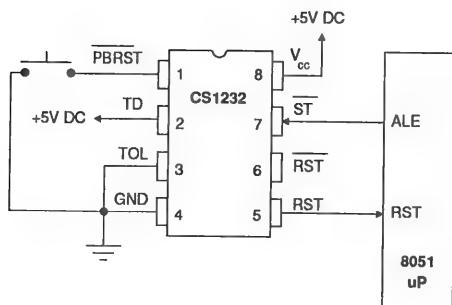 +5V DC
PBRST
V
cc
1
CS1232
8
TD
ST
+5V DC
2
7
ALE
TOL
RST
3
6
GND
RST
4
5
RST
8051
uP